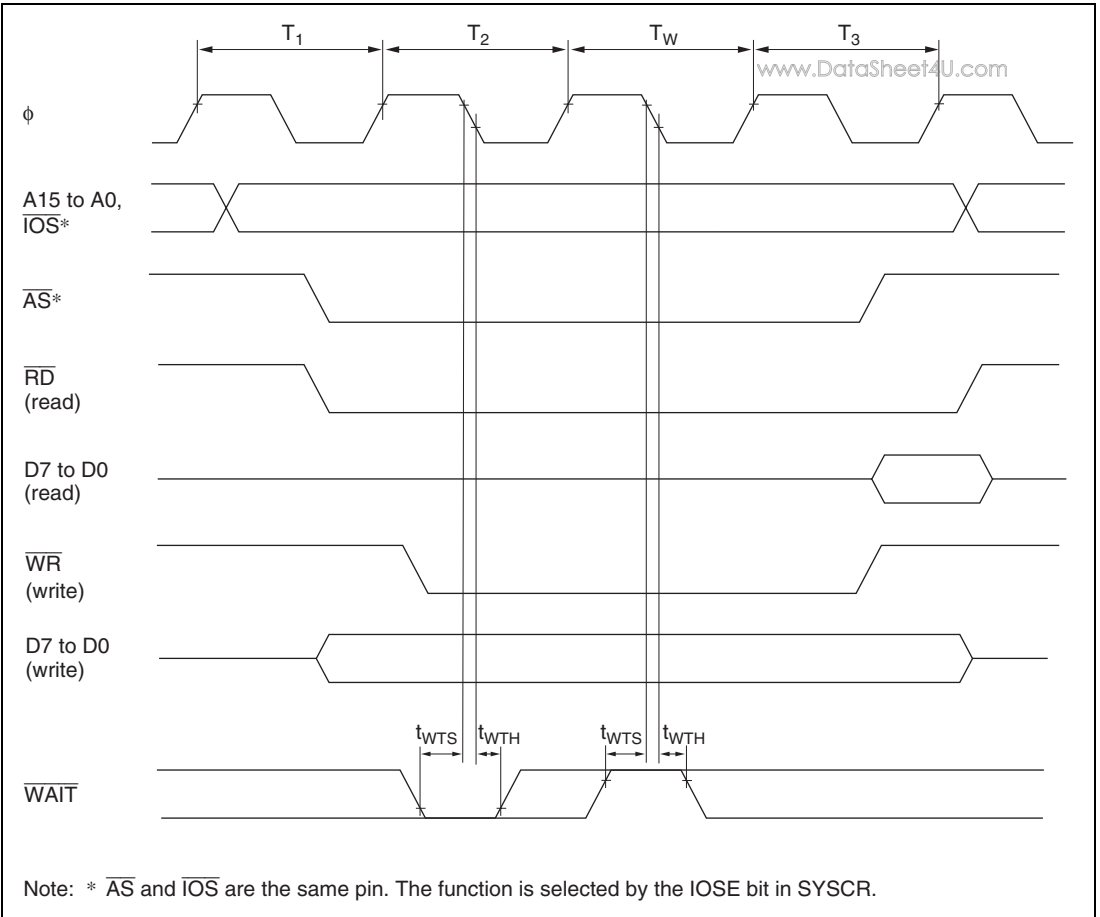 T1 T2 TW T3
www.DataSheet4U.com
ϕ
A15 to A0,
IOS*
AS*
RD
(read)
D7 to D0
(read)
WR
(write)
D7 to D0
(write)
tWTS tWTH tWTS tWTH
WAIT
Note: * AS and IOS are the same pin. The function is selected by the IOSE bit in SYSCR.